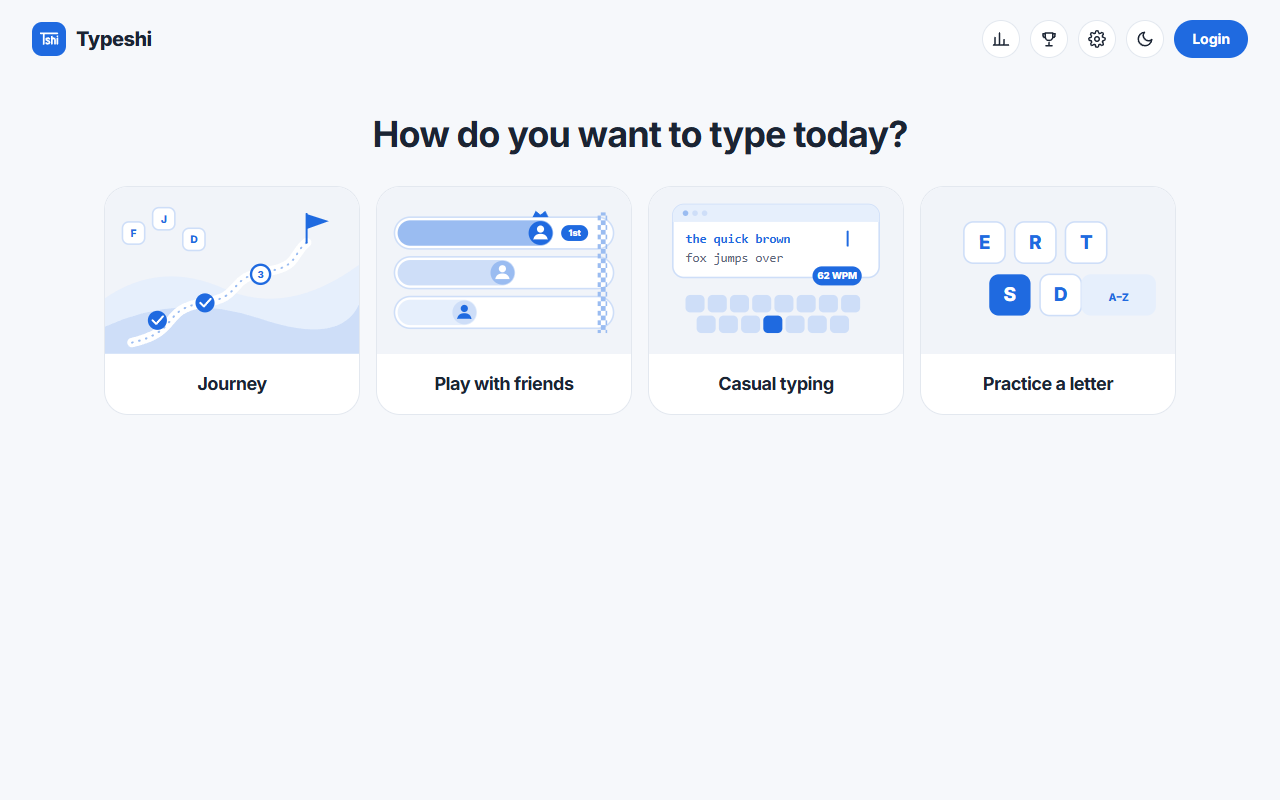 Tshi
Typeshi
Login
How do you want to type today?
F
J
D
3
Journey
1st
Play with friends
the quick brown
fox jumps over
62 WPM
Casual typing
E R T
S D A–Z
Practice a letter